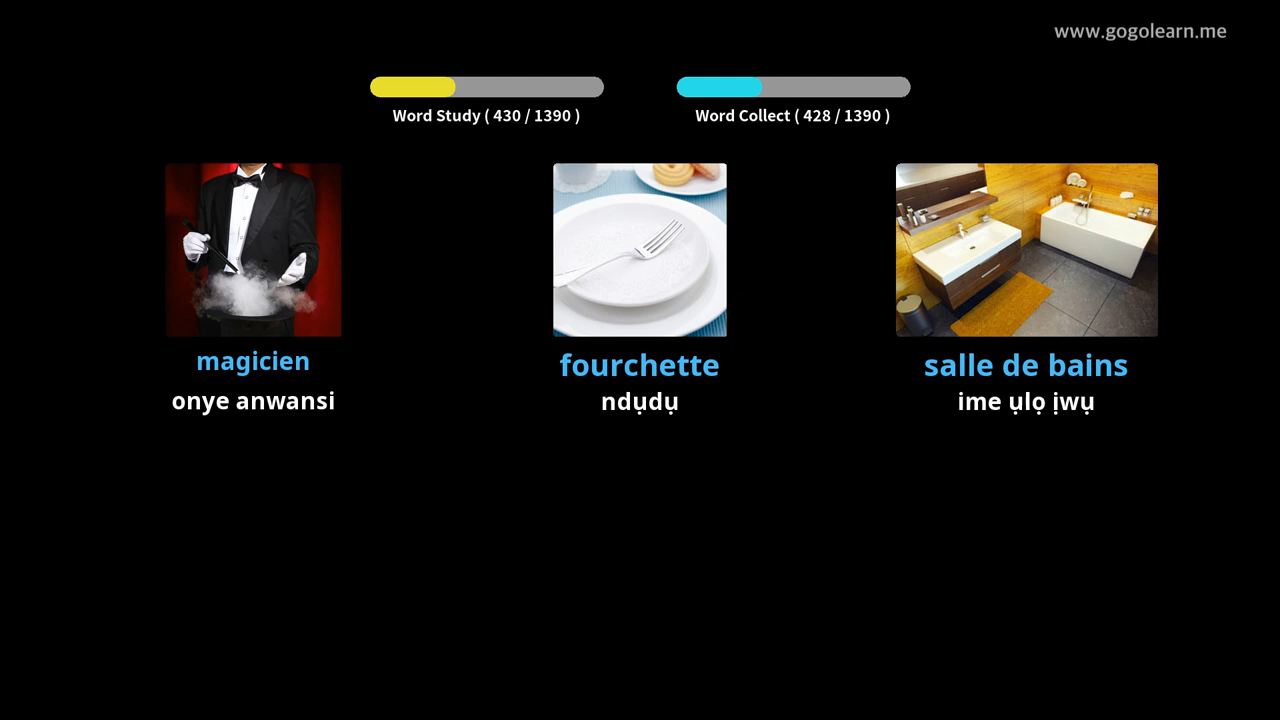 www.gogolearn.me
Word Study ( 430 / 1390 )
Word Collect ( 428 / 1390 )
magicien
onye anwansi
fourchette
ndụdụ
salle de bains
ime ụlọ ịwụ